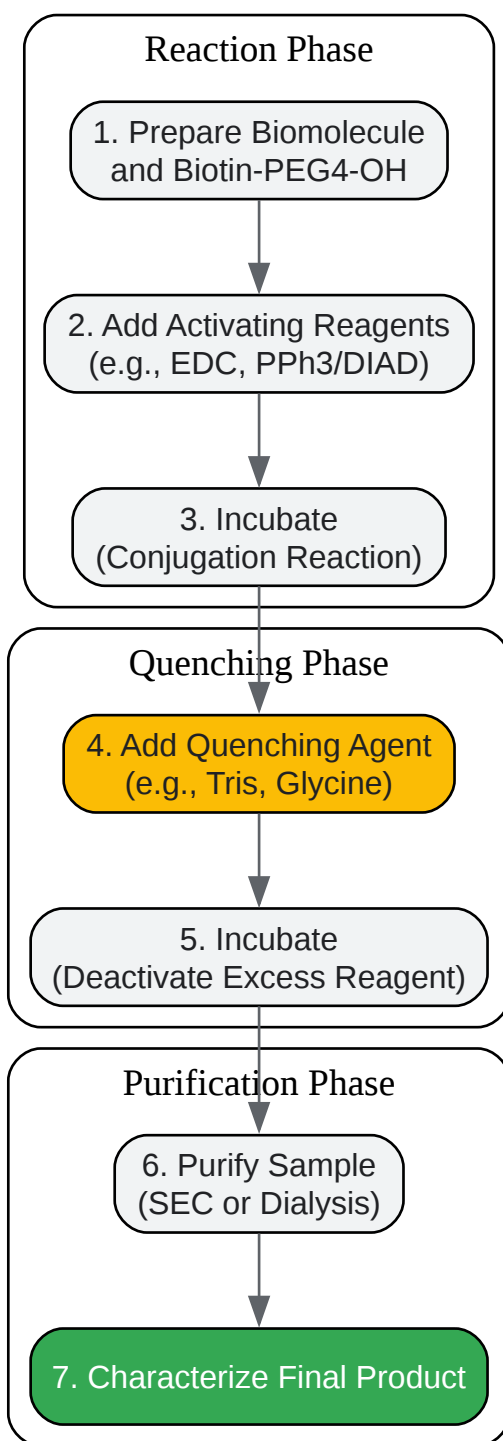 Reaction Phase
1. Prepare Biomolecule
and Biotin-PEG4-OH
2. Add Activating Reagents
(e.g., EDC, PPh3/DIAD)
3. Incubate
(Conjugation Reaction)
Quenching Phase
4. Add Quenching Agent
(e.g., Tris, Glycine)
5. Incubate
(Deactivate Excess Reagent)
Purification Phase
6. Purify Sample
(SEC or Dialysis)
7. Characterize Final Product